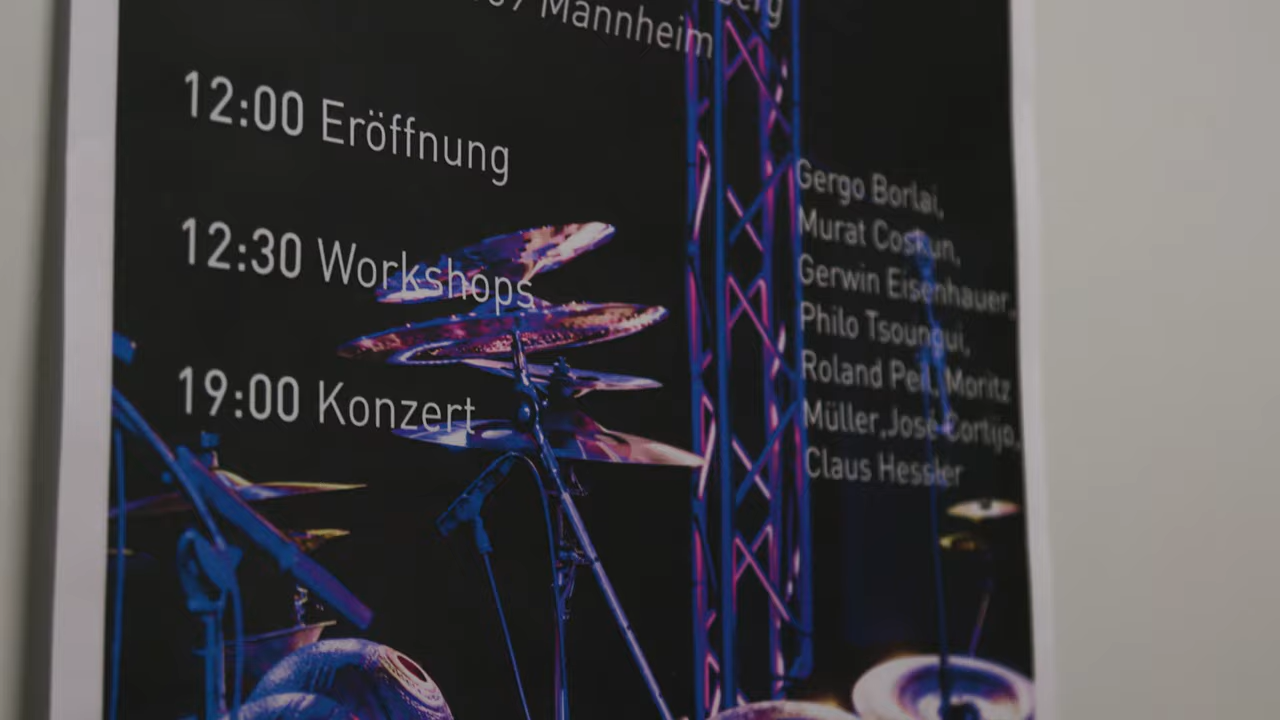 Mannheim
12:00 Eröffnung
12:30 Workshops
19:00 Konzert
Gergo Borlai,
Murat Coskun,
Gerwin Eisenhauer,
Philo Tsoungui,
Roland Peil, Moritz
Müller,José Cortijo,
Claus Hessler